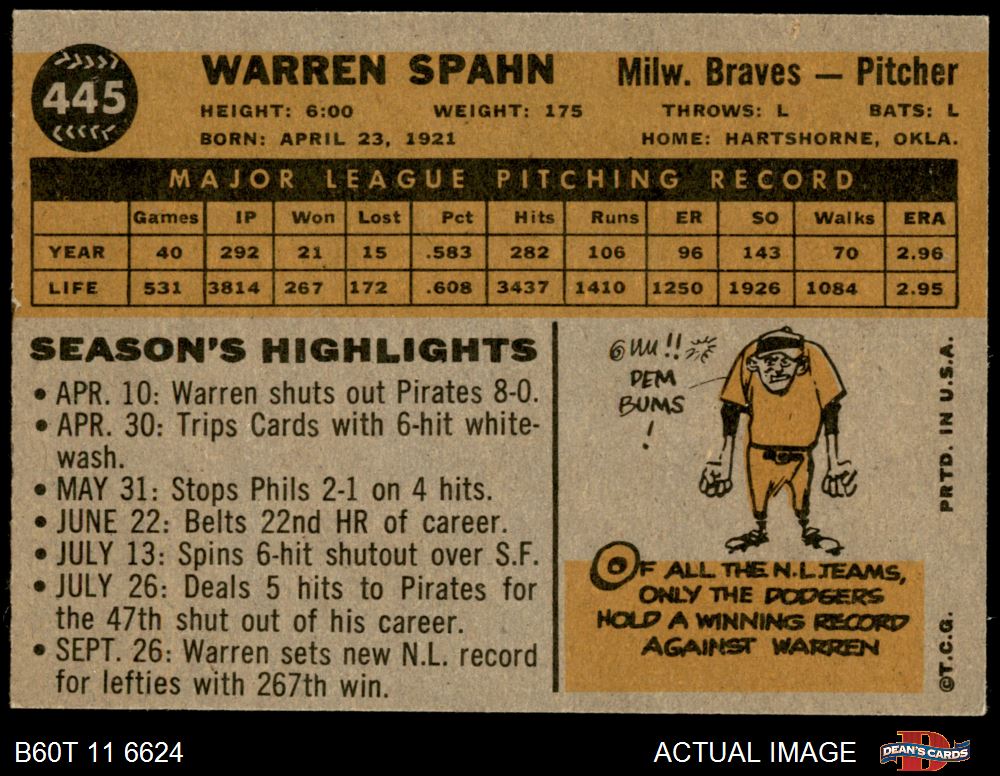 445
WARREN SPAHN
Milw. Braves — Pitcher
HEIGHT: 6:00 WEIGHT: 175 THROWS: L BATS: L
BORN: APRIL 23, 1921 HOME: HARTSHORNE, OKLA.
MAJOR LEAGUE PITCHING RECORD
Games IP Won Lost Pct Hits Runs ER SO Walks ERA
YEAR 40 292 21 15 .583 282 106 96 143 70 2.96
LIFE 531 3814 267 172 .608 3437 1410 1250 1926 1084 2.95
SEASON'S HIGHLIGHTS
• APR. 10: Warren shuts out Pirates 8-0.
• APR. 30: Trips Cards with 6-hit white-
wash.
• MAY 31: Stops Phils 2-1 on 4 hits.
• JUNE 22: Belts 22nd HR of career.
• JULY 13: Spins 6-hit shutout over S.F.
• JULY 26: Deals 5 hits to Pirates for
the 47th shut out of his career.
• SEPT. 26: Warren sets new N.L. record
for lefties with 267th win.
DEM
BUMS
!
OF ALL THE N.L. TEAMS,
ONLY THE DODGERS
HOLD A WINNING RECORD
AGAINST WARREN
PRTD. IN U.S.A.
©T.C.G.
B60T 11 6624
ACTUAL IMAGE
DEAN'S CARDS